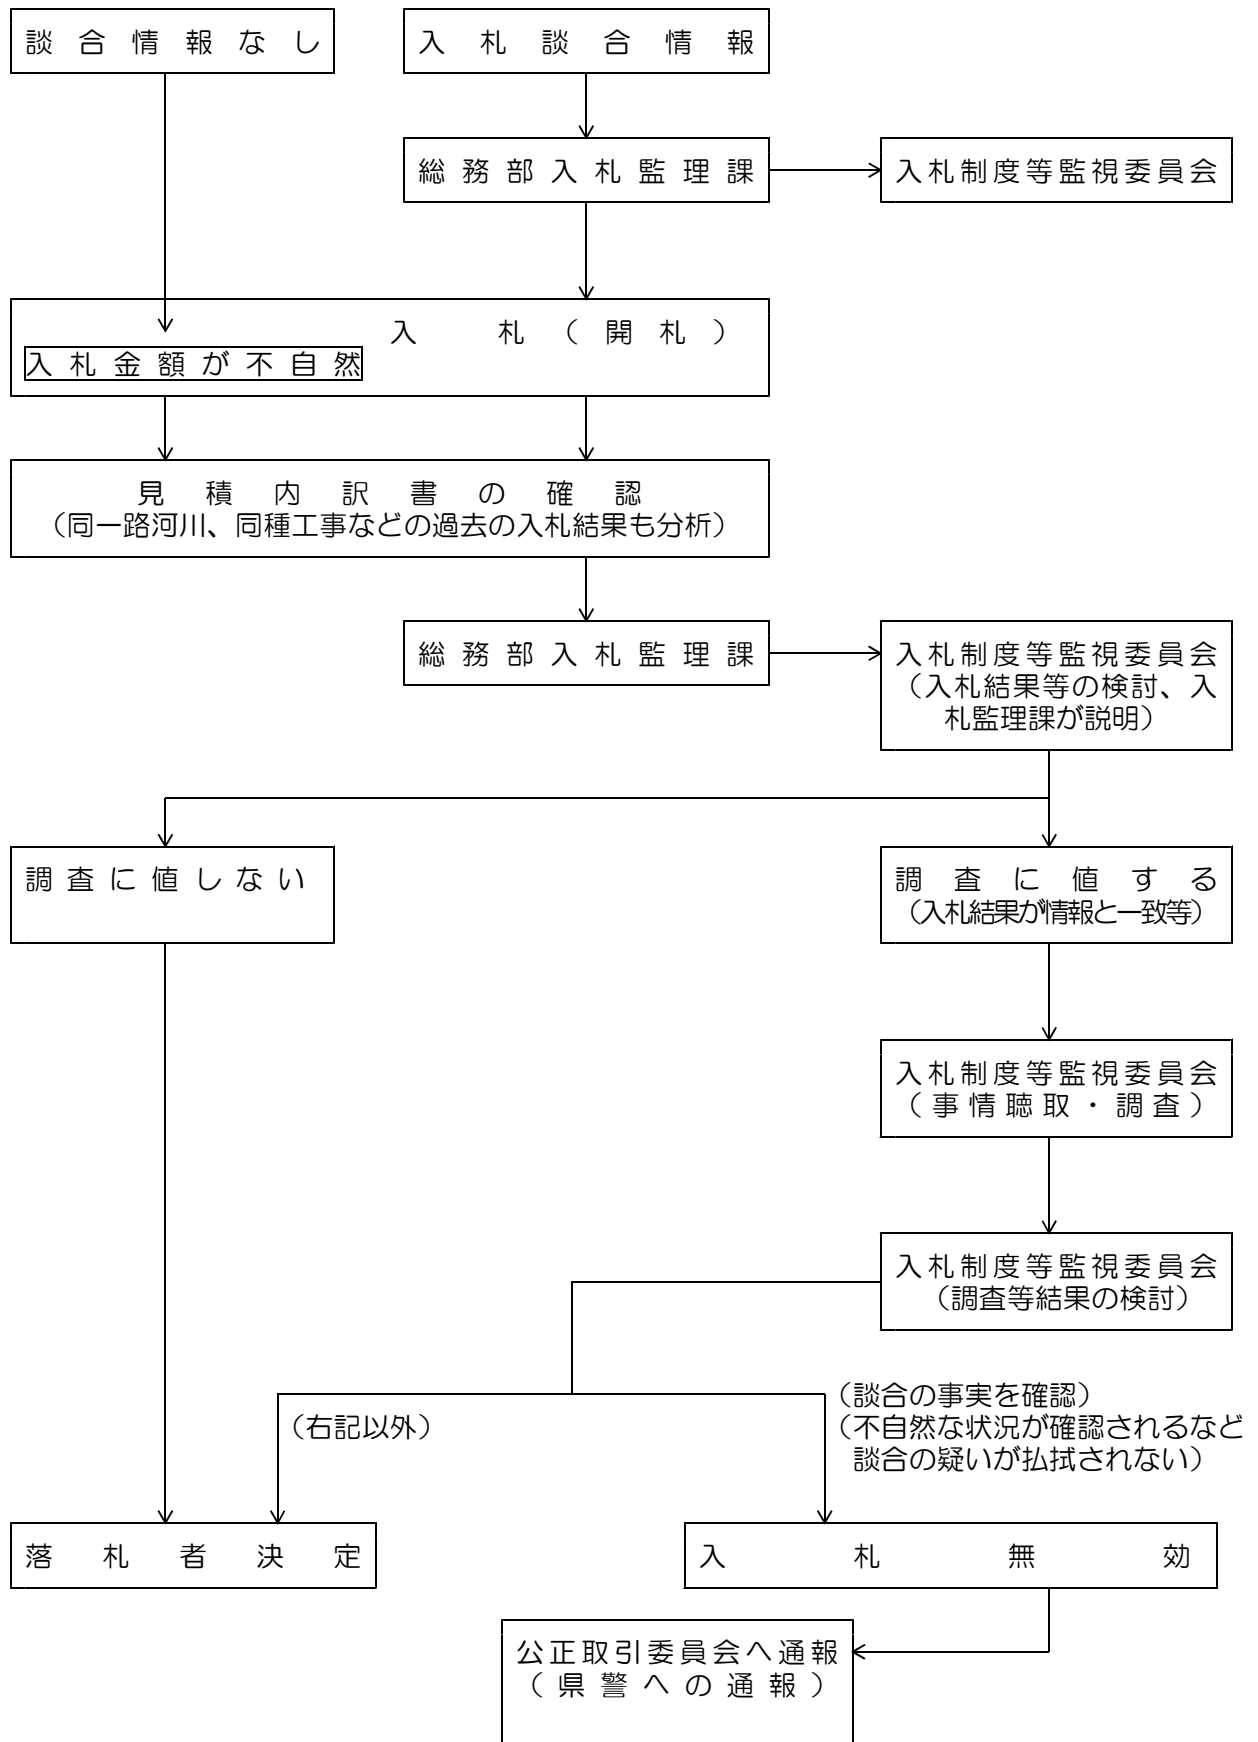 談合情報なし
入札談合情報
総務部入札監理課
入札制度等監視委員会
入札(開札)
入札金額が不自然
見積内訳書の確認
(同一路河川、同種工事などの過去の入札結果も分析)
総務部入札監理課
入札制度等監視委員会
(入札結果等の検討、入
札監理課が説明)
調査に値しない
調査に値する
(入札結果が情報と一致等)
入札制度等監視委員会
(事情聴取・調査)
入札制度等監視委員会
(調査等結果の検討)
(右記以外)
(談合の事実を確認)
(不自然な状況が確認されるなど
談合の疑いが払拭されない)
落札者決定
入札無効
公正取引委員会へ通報
(県警への通報)